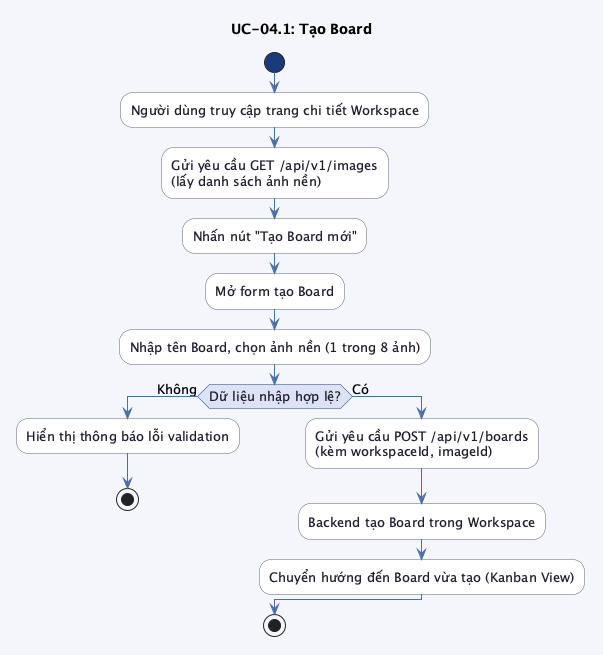 UC-04.1: Tạo Board
Người dùng truy cập trang chi tiết Workspace
Gửi yêu cầu GET /api/v1/images
(lấy danh sách ảnh nền)
Nhấn nút "Tạo Board mới"
Mở form tạo Board
Nhập tên Board, chọn ảnh nền (1 trong 8 ảnh)
Không
Dữ liệu nhập hợp lệ?
Có
Hiển thị thông báo lỗi validation
Gửi yêu cầu POST /api/v1/boards
(kèm workspaceId, imageId)
Backend tạo Board trong Workspace
Chuyển hướng đến Board vừa tạo (Kanban View)